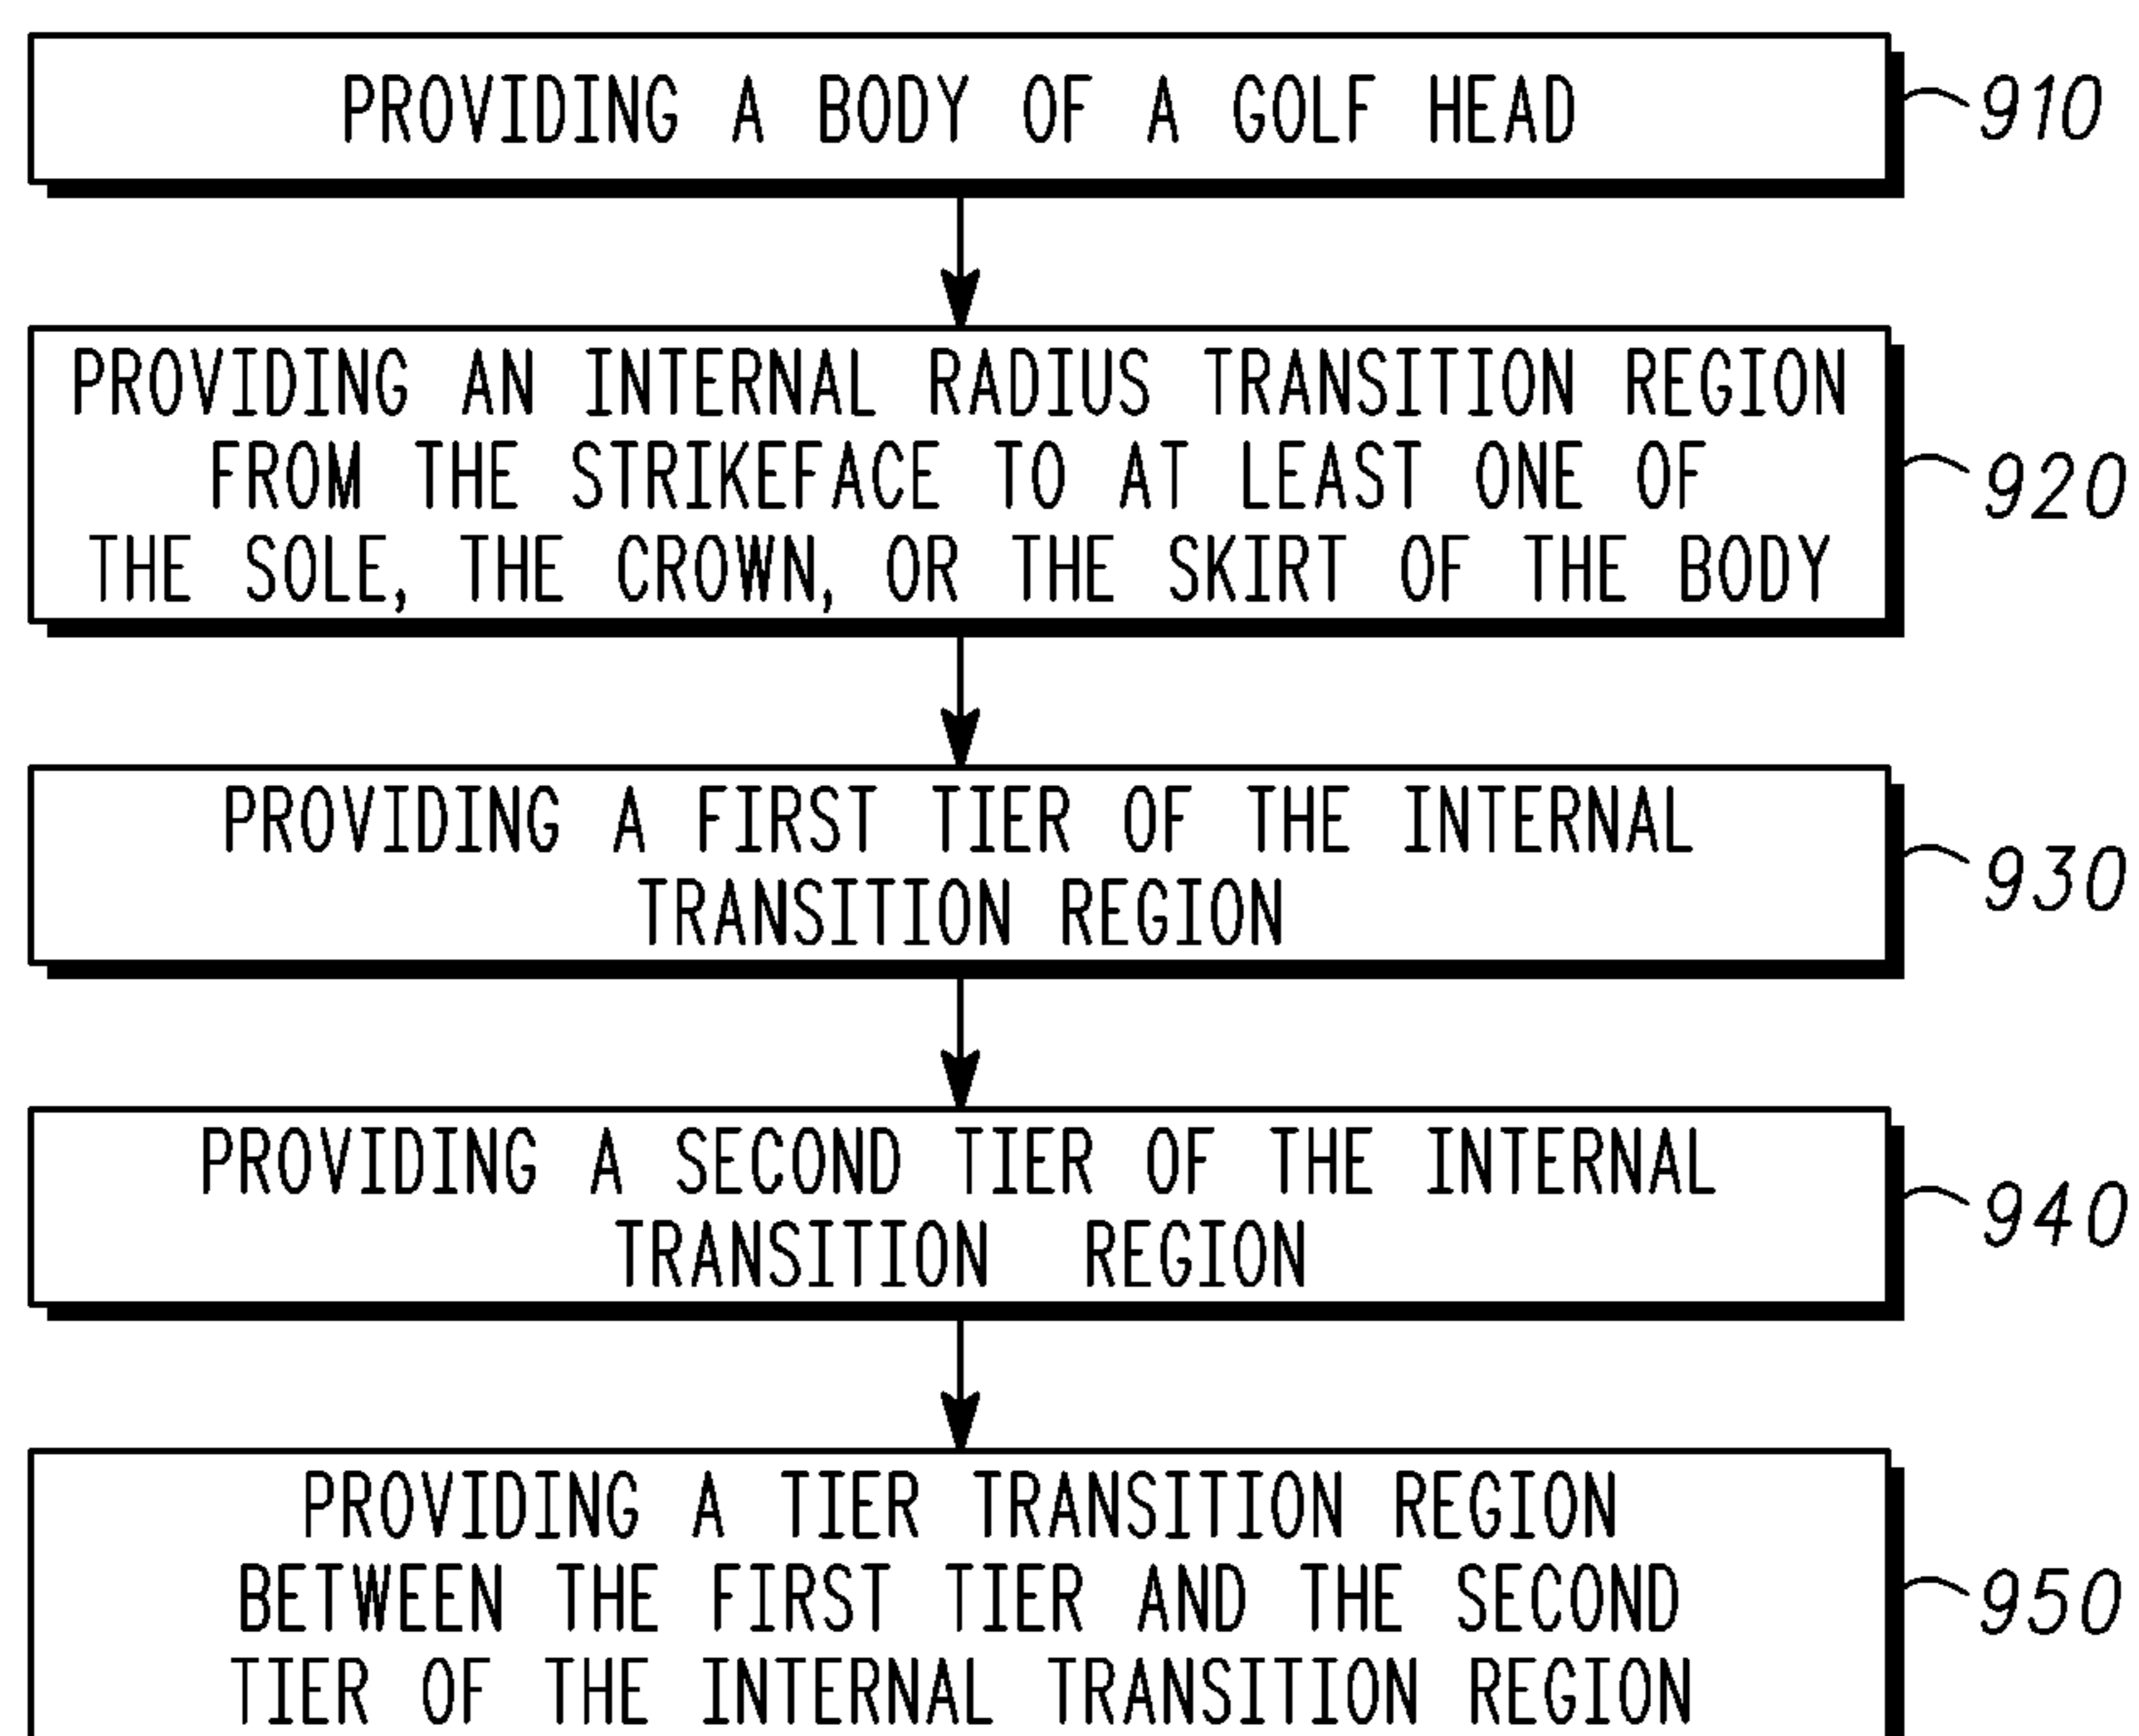 PROVIDING A BODY OF A GOLF HEAD
910
PROVIDING AN INTERNAL RADIUS TRANSITION REGION
FROM THE STRIKEFACE TO AT LEAST ONE OF
THE SOLE, THE CROWN, OR THE SKIRT OF THE BODY
920
PROVIDING A FIRST TIER OF THE INTERNAL
TRANSITION REGION
930
PROVIDING A SECOND TIER OF THE INTERNAL
TRANSITION REGION
940
PROVIDING A TIER TRANSITION REGION
BETWEEN THE FIRST TIER AND THE SECOND
TIER OF THE INTERNAL TRANSITION REGION
950